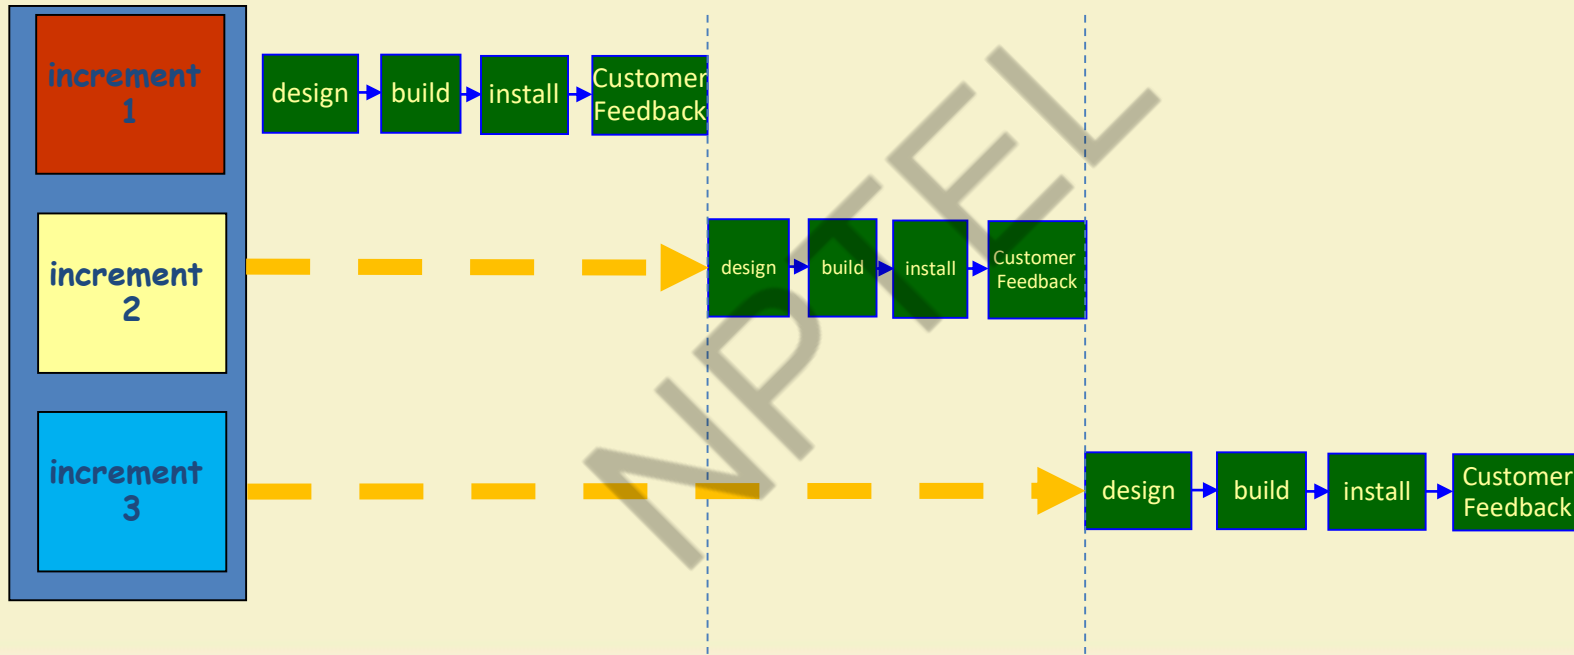 increment
1
design
build
install
Customer
Feedback
increment
2
design
build
install
Customer
Feedback
increment
3
design
build
install
Customer
Feedback
NPTEL